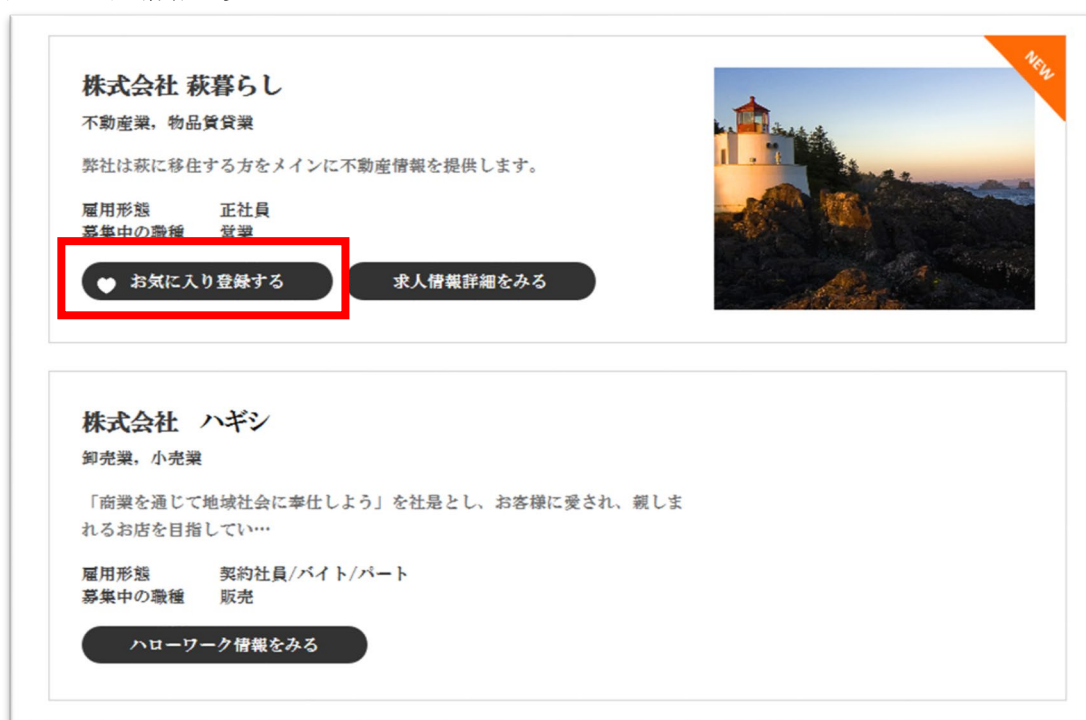 株式会社 萩暮らし
NEW
不動産業，物品賃貸業
弊社は萩に移住する方をメインに不動産情報を提供します。
雇用形態 正社員
募集中の職種 営業
お気に入り登録する 求人情報詳細をみる
株式会社　ハギシ
卸売業，小売業
「商業を通じて地域社会に奉仕しよう」を社是とし、お客様に愛され、親しま
れるお店を目指してい…
雇用形態 契約社員/バイト/パート
募集中の職種 販売
ハローワーク情報をみる